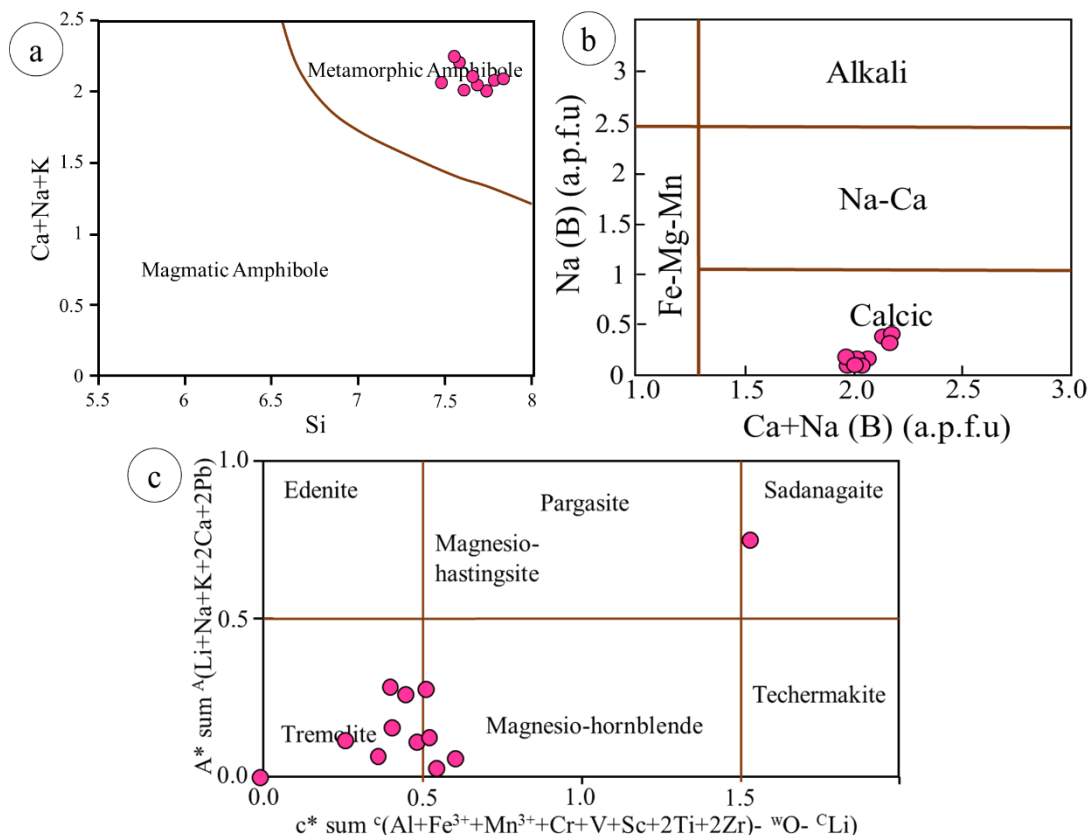 a
2.5
2
1.5
1
0.5
0
Ca+Na+K
Metamorphic Amphibole
Magmatic Amphibole
5.5
6
6.5
7
7.5
8
Si
b
3
2.5
2
1.5
1
0.5
0
Na (B) (a.p.f.u)
Alkali
Fe-Mg-Mn
Na-Ca
Calcic
1.0
1.5
2.0
2.5
3.0
Ca+Na (B) (a.p.f.u)
c
1.0
0.5
0.0
A* sum ᴬ(Li+Na+K+2Ca+2Pb)
Edenite
Pargasite
Sadanagaite
Magnesio-
hastingsite
Tremolite
Magnesio-hornblende
Techermakite
0.0
0.5
1.0
1.5
c* sum ᶜ(Al+Fe³⁺+Mn³⁺+Cr+V+Sc+2Ti+2Zr)- ʷO- ᶜLi)